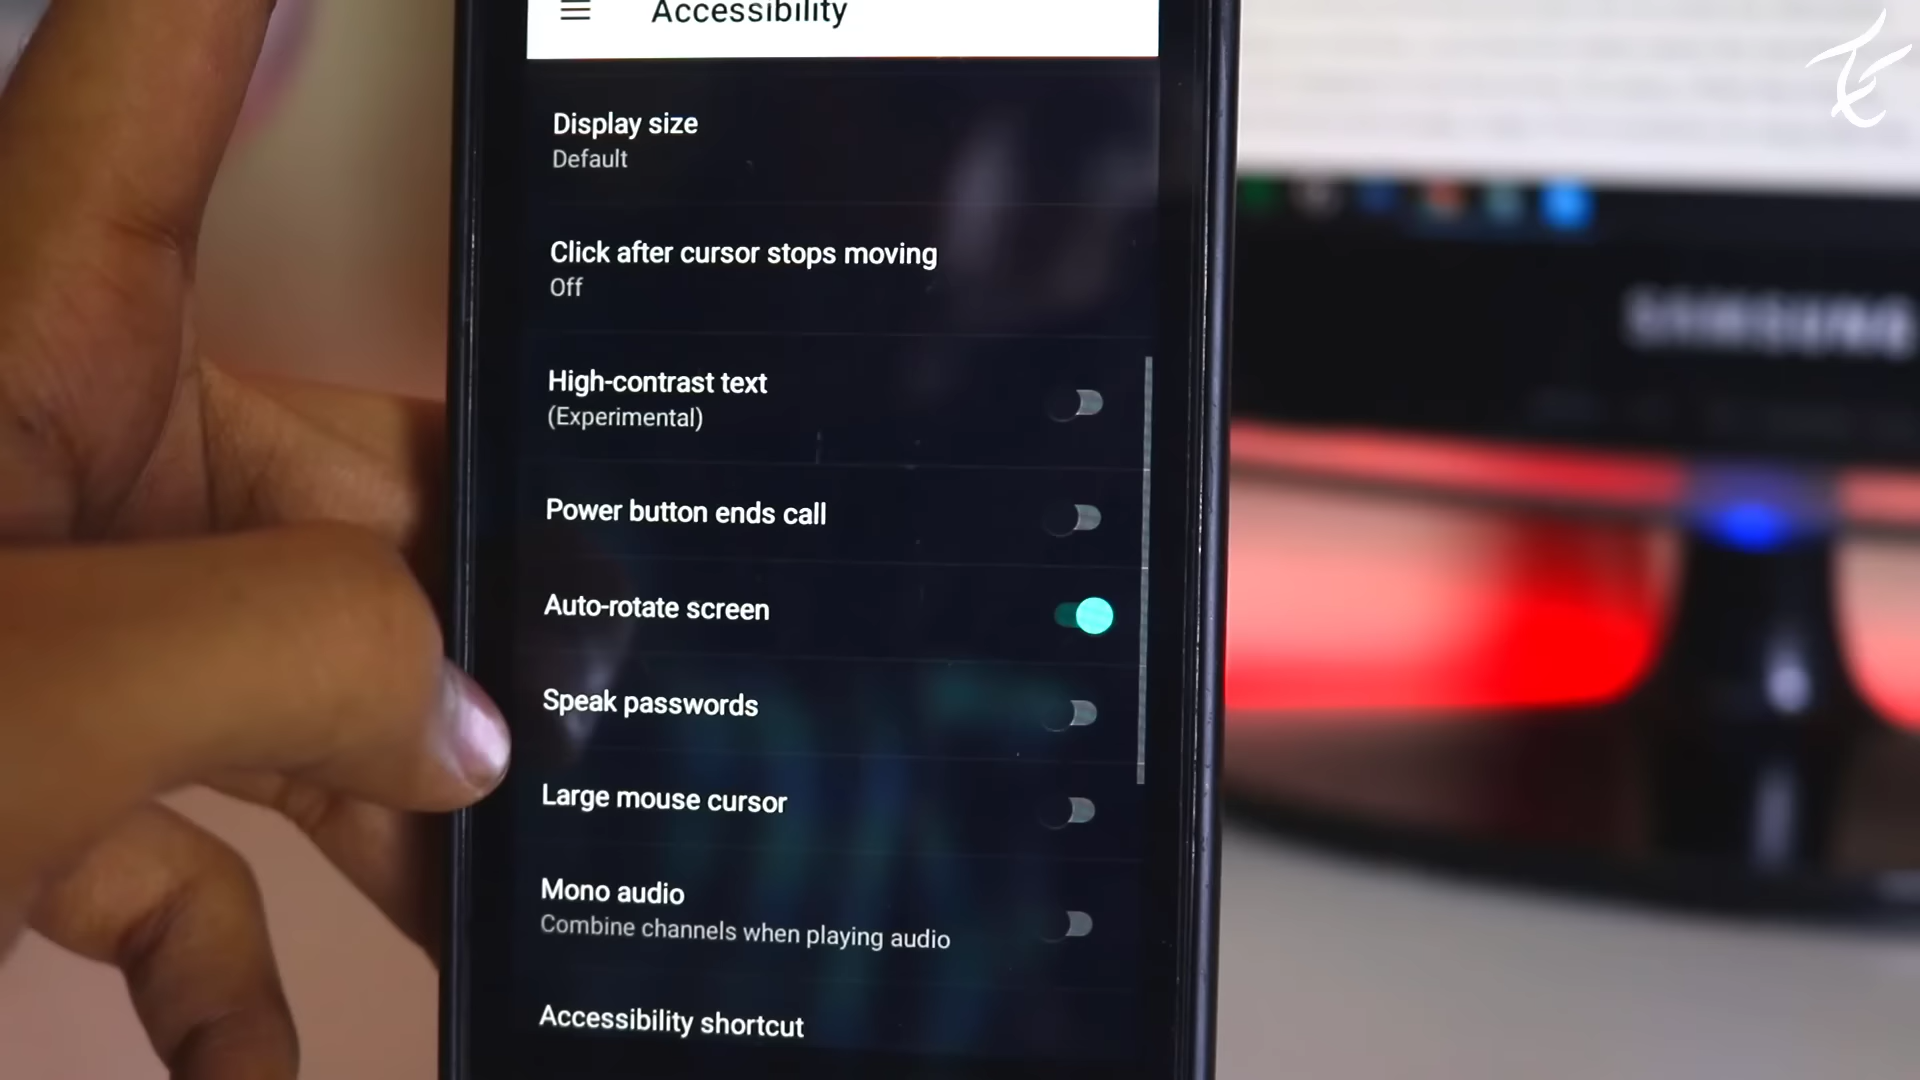 Accessibility
Display size
Default
Click after cursor stops moving
Off
High-contrast text
(Experimental)
Power button ends call
Auto-rotate screen
Speak passwords
Large mouse cursor
Mono audio
Combine channels when playing audio
Accessibility shortcut
SAMSUNG